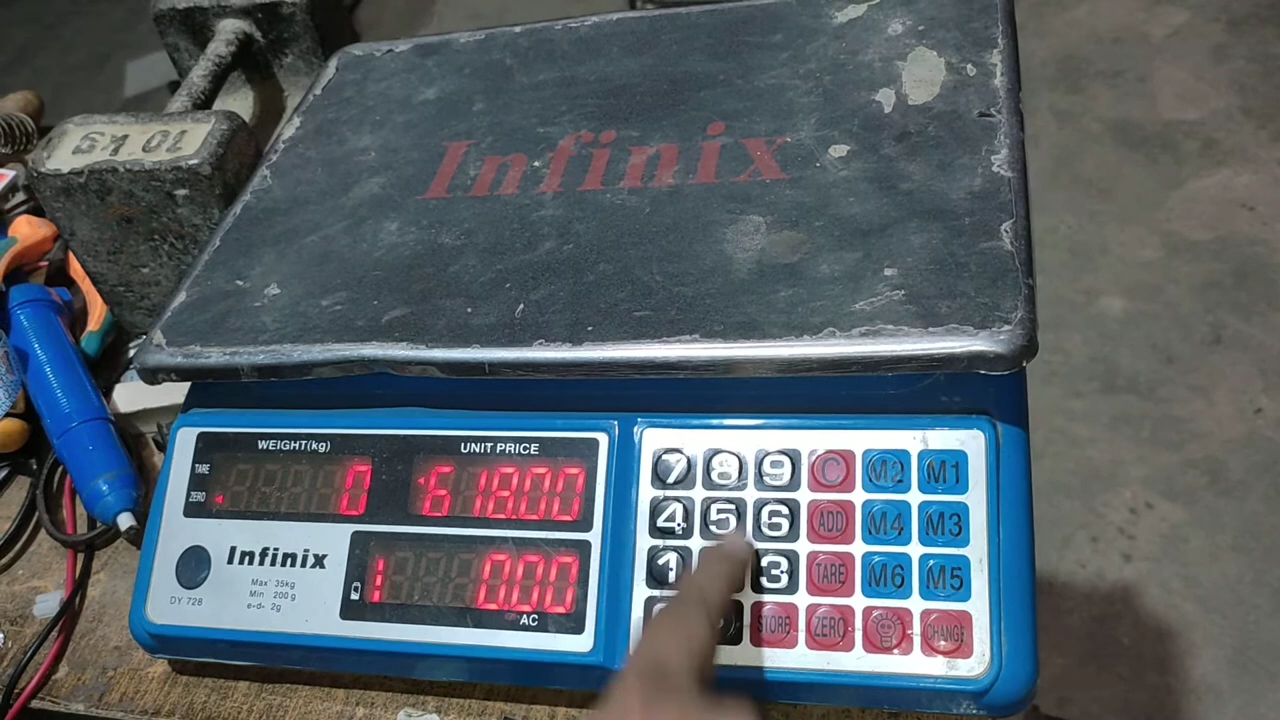 10 KG
Infinix
WEIGHT(kg) UNIT PRICE
TARE
ZERO
0 618.00
Infinix
Max 35kg
Min 200 g
e=d= 2g
DY 728
0.00
AC
7 8 9 C M2 M1
4 5 6 ADD M4 M3
1 3 TARE M6 M5
STORE ZERO CHANGE